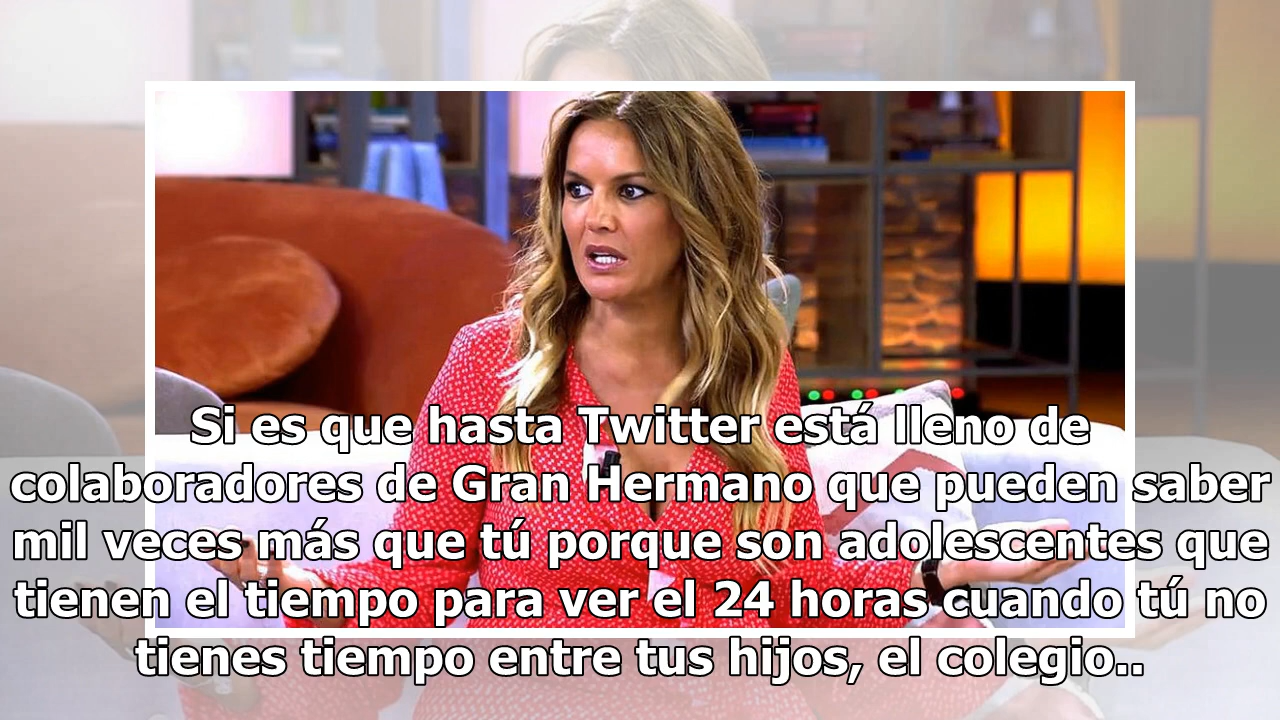 Si es que hasta Twitter está lleno de
colaboradores de Gran Hermano que pueden saber
mil veces más que tú porque son adolescentes que
tienen el tiempo para ver el 24 horas cuando tú no
tienes tiempo entre tus hijos, el colegio..